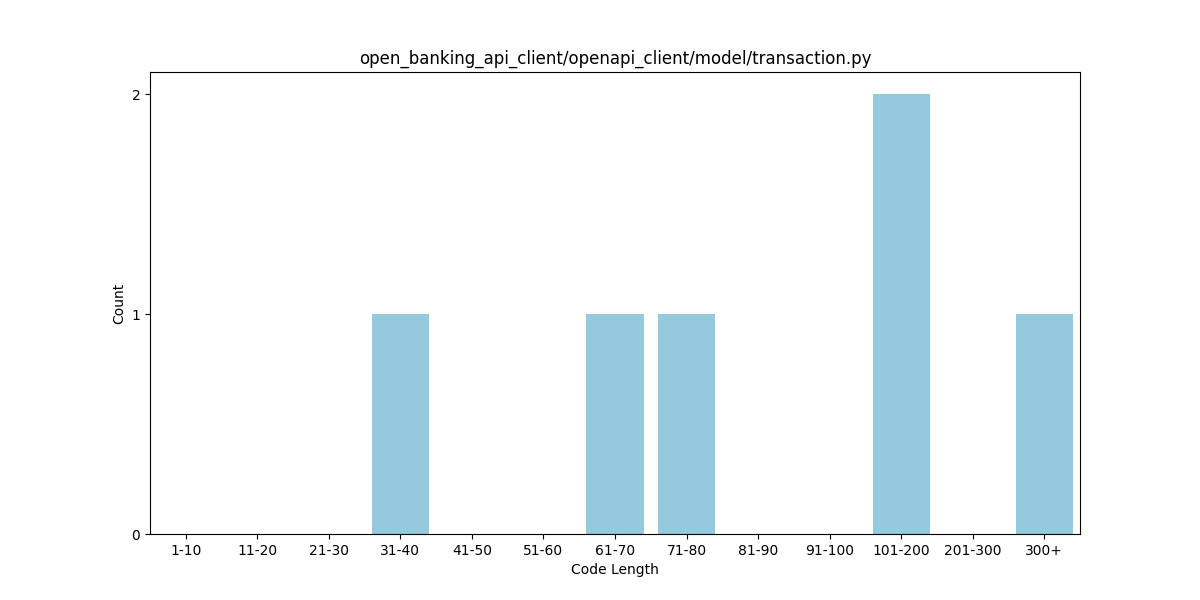 open_banking_api_client/openapi_client/model/transaction.py
2
1
0
Count
1-10 11-20 21-30 31-40 41-50 51-60 61-70 71-80 81-90 91-100 101-200 201-300 300+
Code Length